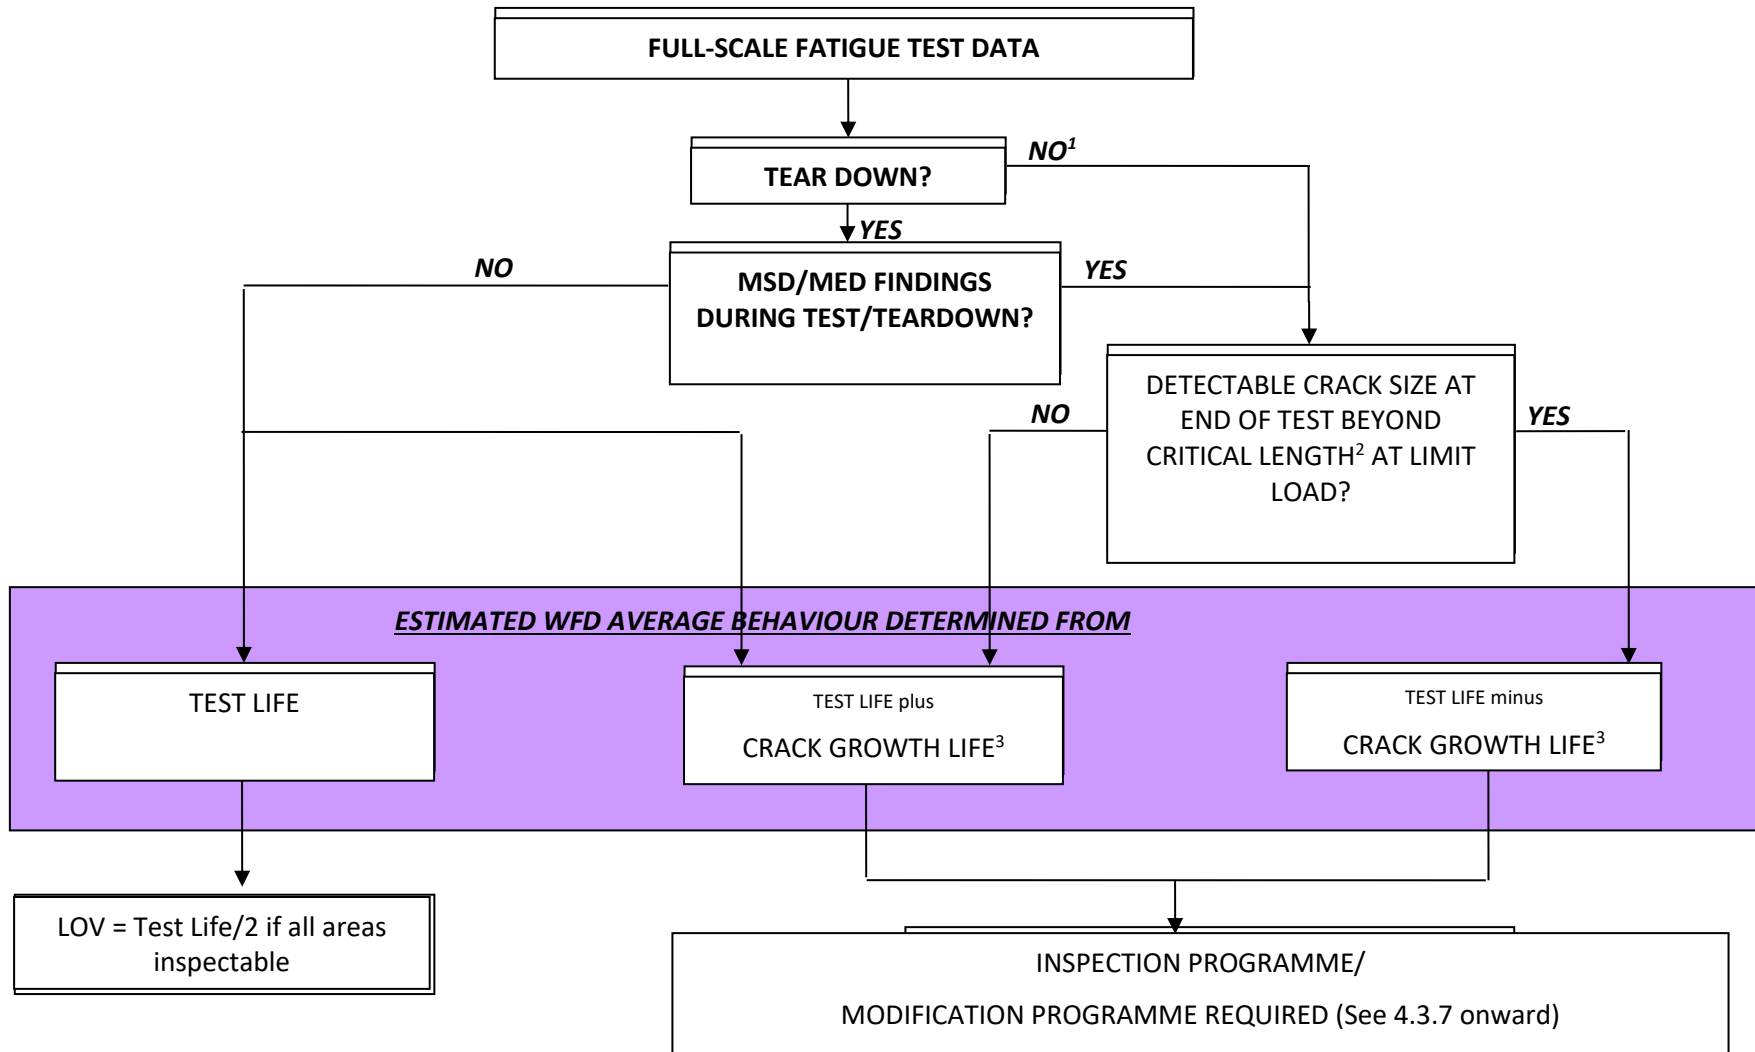 FULL-SCALE FATIGUE TEST DATA
NO¹
TEAR DOWN?
YES
NO
MSD/MED FINDINGS
DURING TEST/TEARDOWN?
YES
DETECTABLE CRACK SIZE AT
END OF TEST BEYOND
CRITICAL LENGTH² AT LIMIT
LOAD?
NO
YES
ESTIMATED WFD AVERAGE BEHAVIOUR DETERMINED FROM
TEST LIFE
TEST LIFE plus
CRACK GROWTH LIFE³
TEST LIFE minus
CRACK GROWTH LIFE³
LOV = Test Life/2 if all areas
inspectable
INSPECTION PROGRAMME/
MODIFICATION PROGRAMME REQUIRED (See 4.3.7 onward)